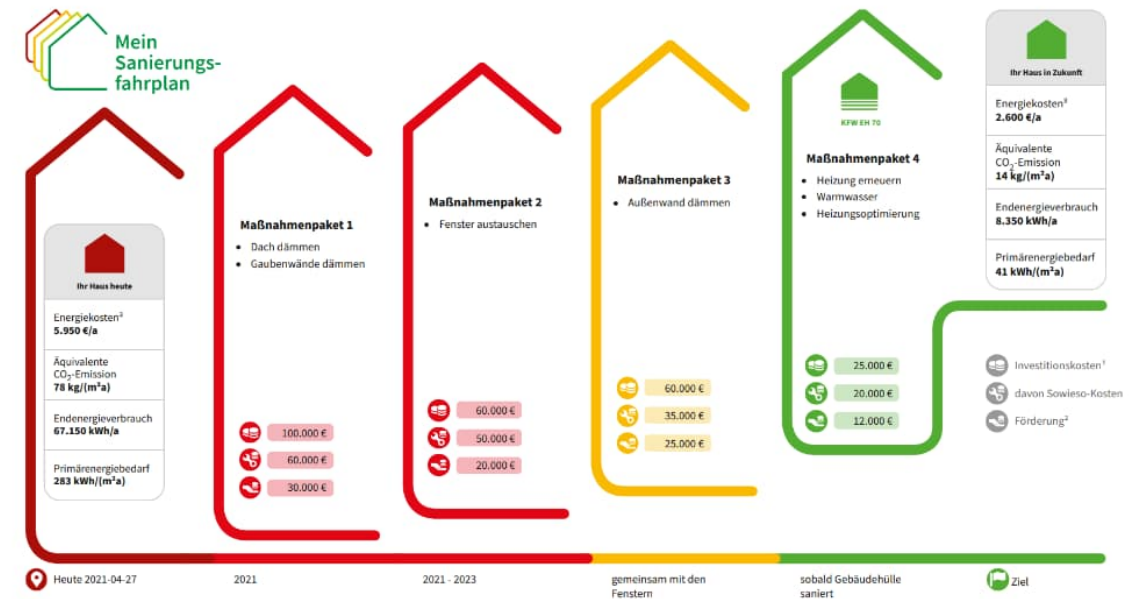 Mein
Sanierungs-
fahrplan
Ihr Haus heute
Energiekosten³
5.950 €/a
Äquivalente
CO₂-Emission
78 kg/(m²a)
Endenergieverbrauch
67.150 kWh/a
Primärenergiebedarf
283 kWh/(m²a)
Maßnahmenpaket 1
• Dach dämmen
• Gaubenwände dämmen
100.000 €
60.000 €
30.000 €
Maßnahmenpaket 2
• Fenster austauschen
60.000 €
50.000 €
20.000 €
Maßnahmenpaket 3
• Außenwand dämmen
60.000 €
35.000 €
25.000 €
KFW EH 70
Maßnahmenpaket 4
• Heizung erneuern
• Warmwasser
• Heizungsoptimierung
25.000 €
20.000 €
12.000 €
Ihr Haus in Zukunft
Energiekosten³
2.600 €/a
Äquivalente
CO₂-Emission
14 kg/(m²a)
Endenergieverbrauch
8.350 kWh/a
Primärenergiebedarf
41 kWh/(m²a)
Investitionskosten¹
davon Sowieso-Kosten
Förderung²
Heute 2021-04-27
2021
2021 - 2023
gemeinsam mit den
Fenstern
sobald Gebäudehülle
saniert
Ziel